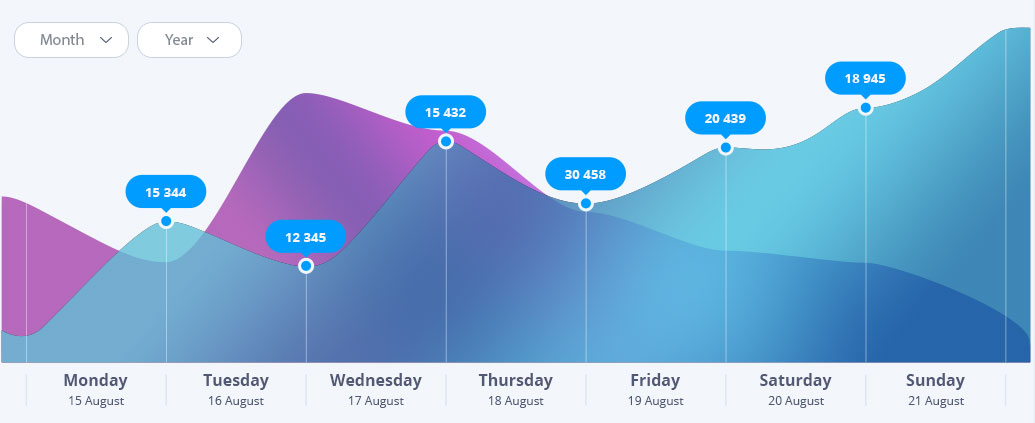 Month Year
18 945
15 432
20 439
30 458
15 344
12 345
Monday Tuesday Wednesday Thursday Friday Saturday Sunday
15 August 16 August 17 August 18 August 19 August 20 August 21 August